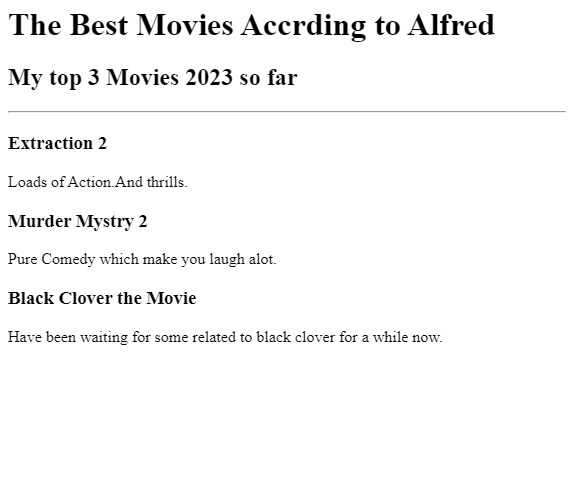 The Best Movies Accrding to Alfred
My top 3 Movies 2023 so far
Extraction 2
Loads of Action.And thrills.
Murder Mystry 2
Pure Comedy which make you laugh alot.
Black Clover the Movie
Have been waiting for some related to black clover for a while now.